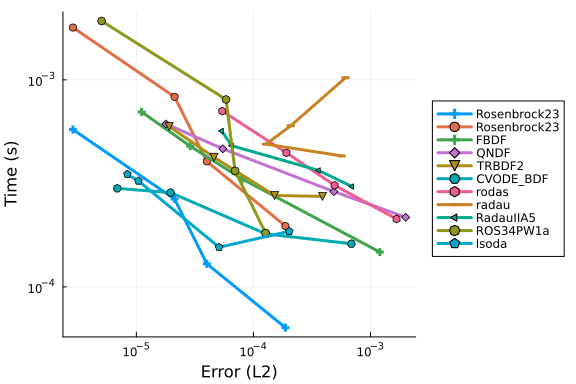 Time (s)
10⁻³
10⁻⁴
10⁻⁵
10⁻⁴
10⁻³
Error (L2)
Rosenbrock23
Rosenbrock23
FBDF
QNDF
TRBDF2
CVODE_BDF
rodas
radau
RadauIIA5
ROS34PW1a
lsoda